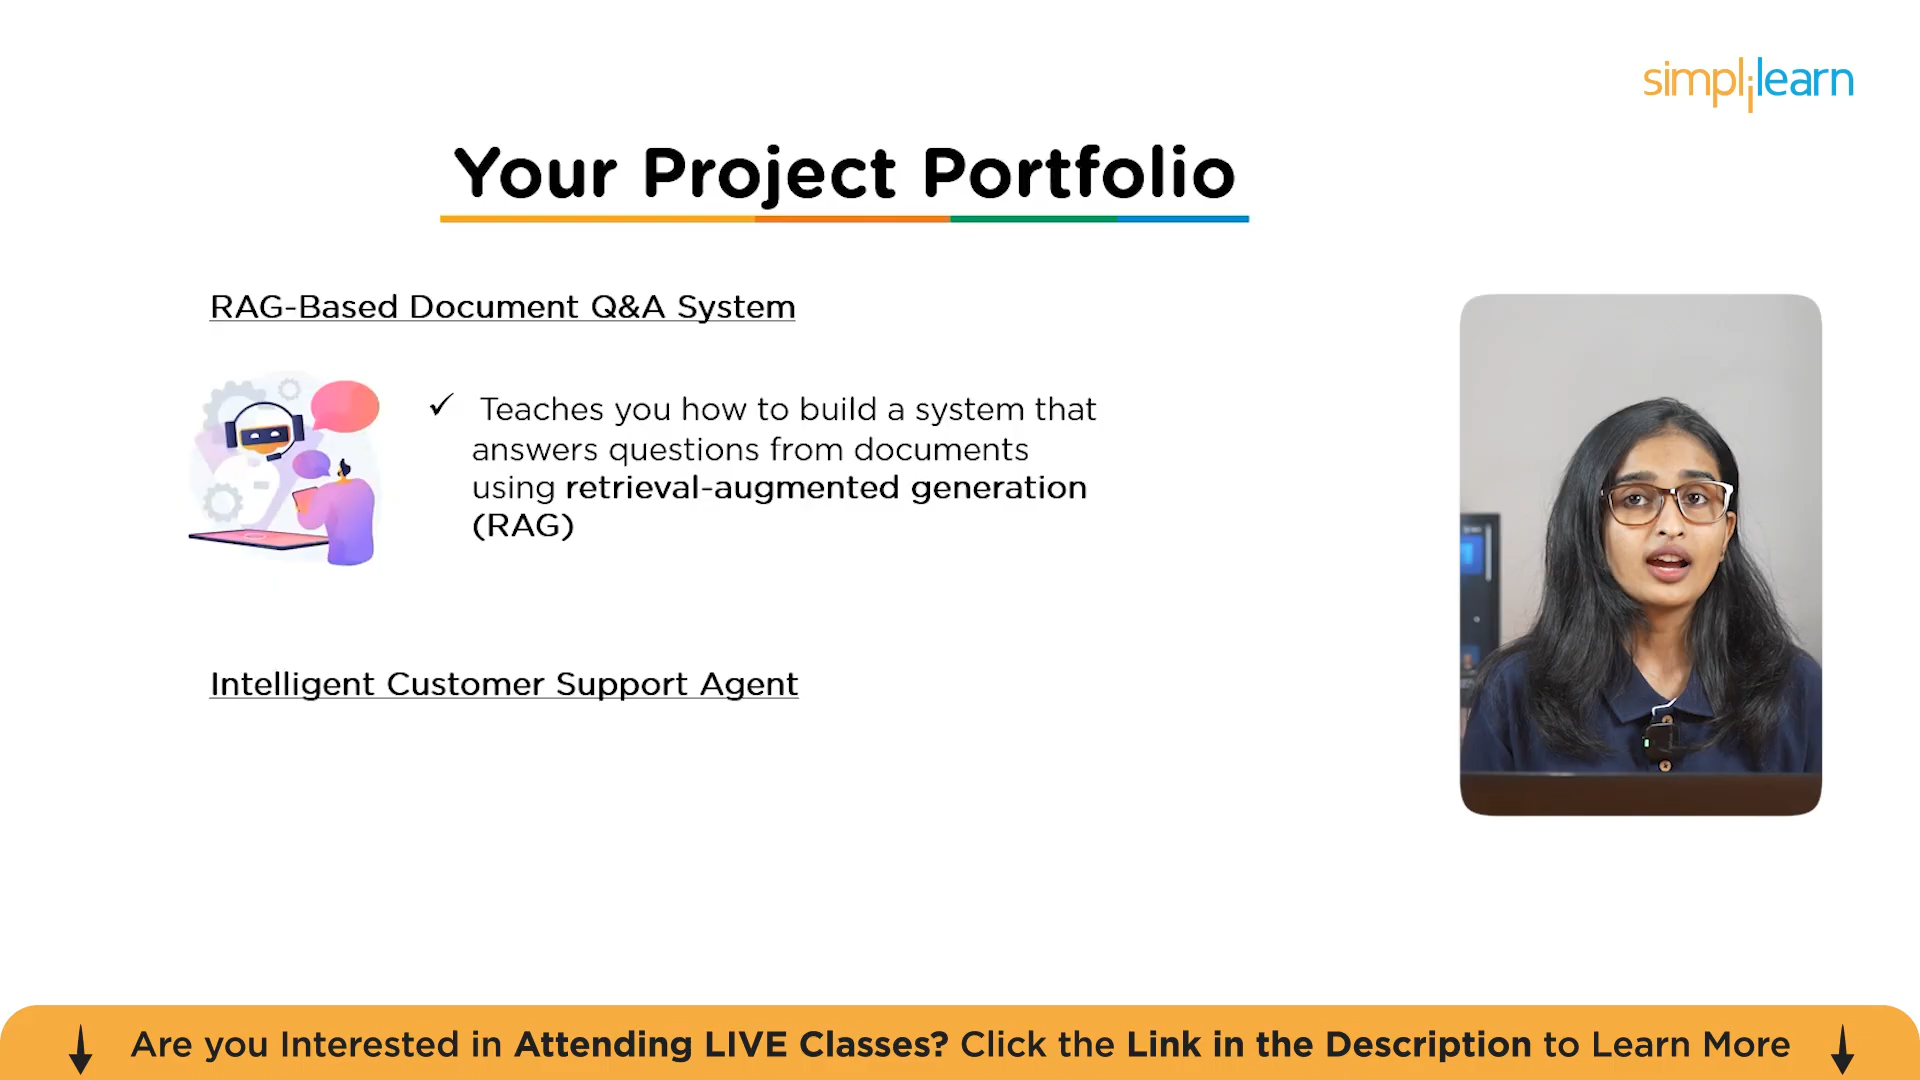 simplilearn
Your Project Portfolio
RAG-Based Document Q&A System
✓ Teaches you how to build a system that
answers questions from documents
using retrieval-augmented generation
(RAG)
Intelligent Customer Support Agent
Are you Interested in Attending LIVE Classes? Click the Link in the Description to Learn More